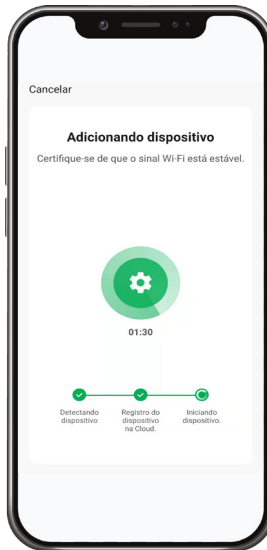 Cancelar
Adicionando dispositivo
Certifique-se de que o sinal Wi-Fi está estável.
01:30
Detectando
dispositivo
Registro do
dispositivo
na Cloud.
Iniciando
dispositivo.